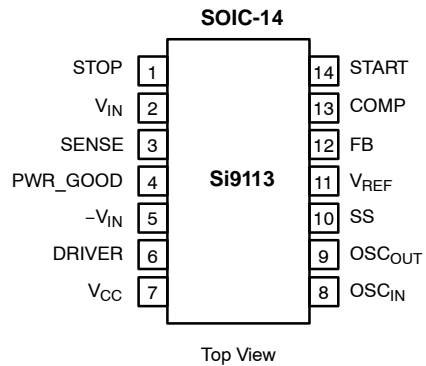 SOIC-14
STOP 1 14 START
VIN 2 13 COMP
SENSE 3 12 FB
PWR_GOOD 4 Si9113 11 VREF
−VIN 5 10 SS
DRIVER 6 9 OSCOUT
VCC 7 8 OSCIN
Top View